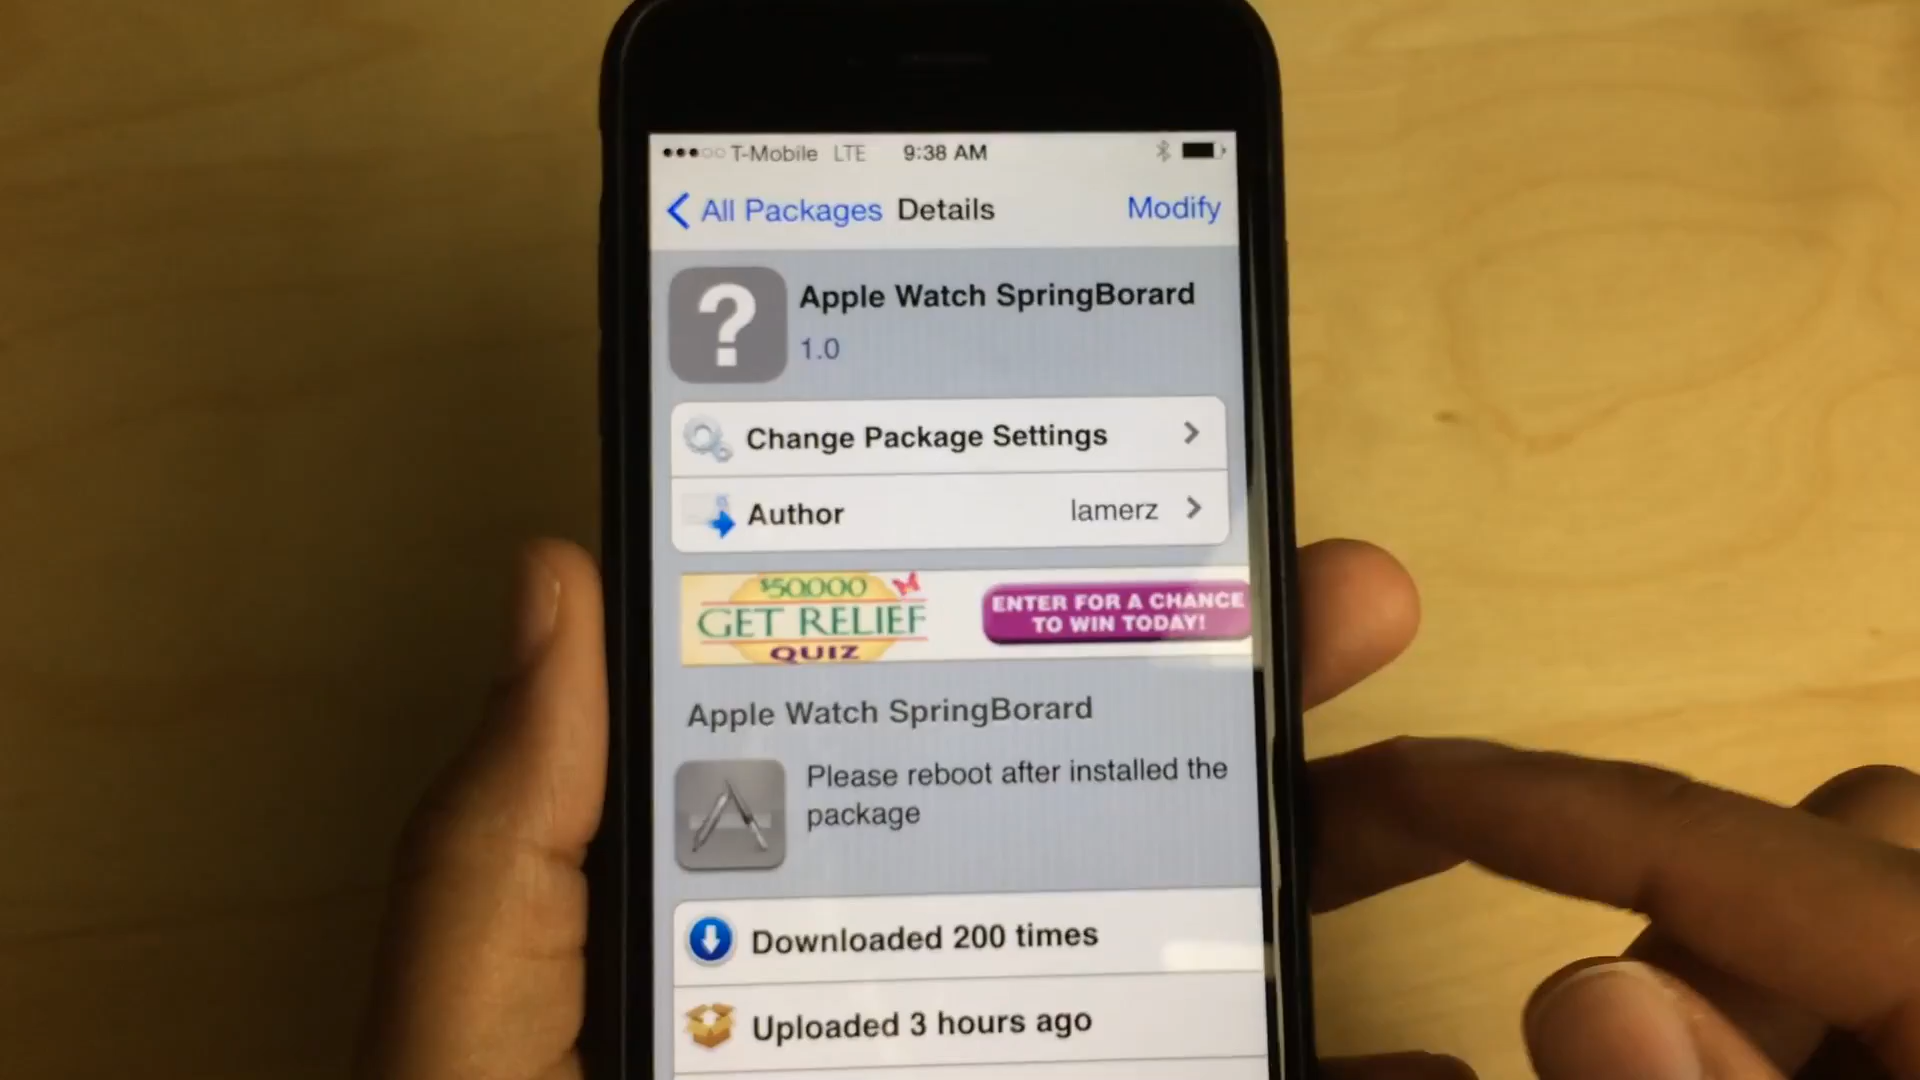 T-Mobile LTE 9:38 AM
All Packages Details Modify
Apple Watch SpringBorard
1.0
Change Package Settings
Author lamerz
$50,000
GET RELIEF
QUIZ
ENTER FOR A CHANCE
TO WIN TODAY!
Apple Watch SpringBorard
Please reboot after installed the
package
Downloaded 200 times
Uploaded 3 hours ago